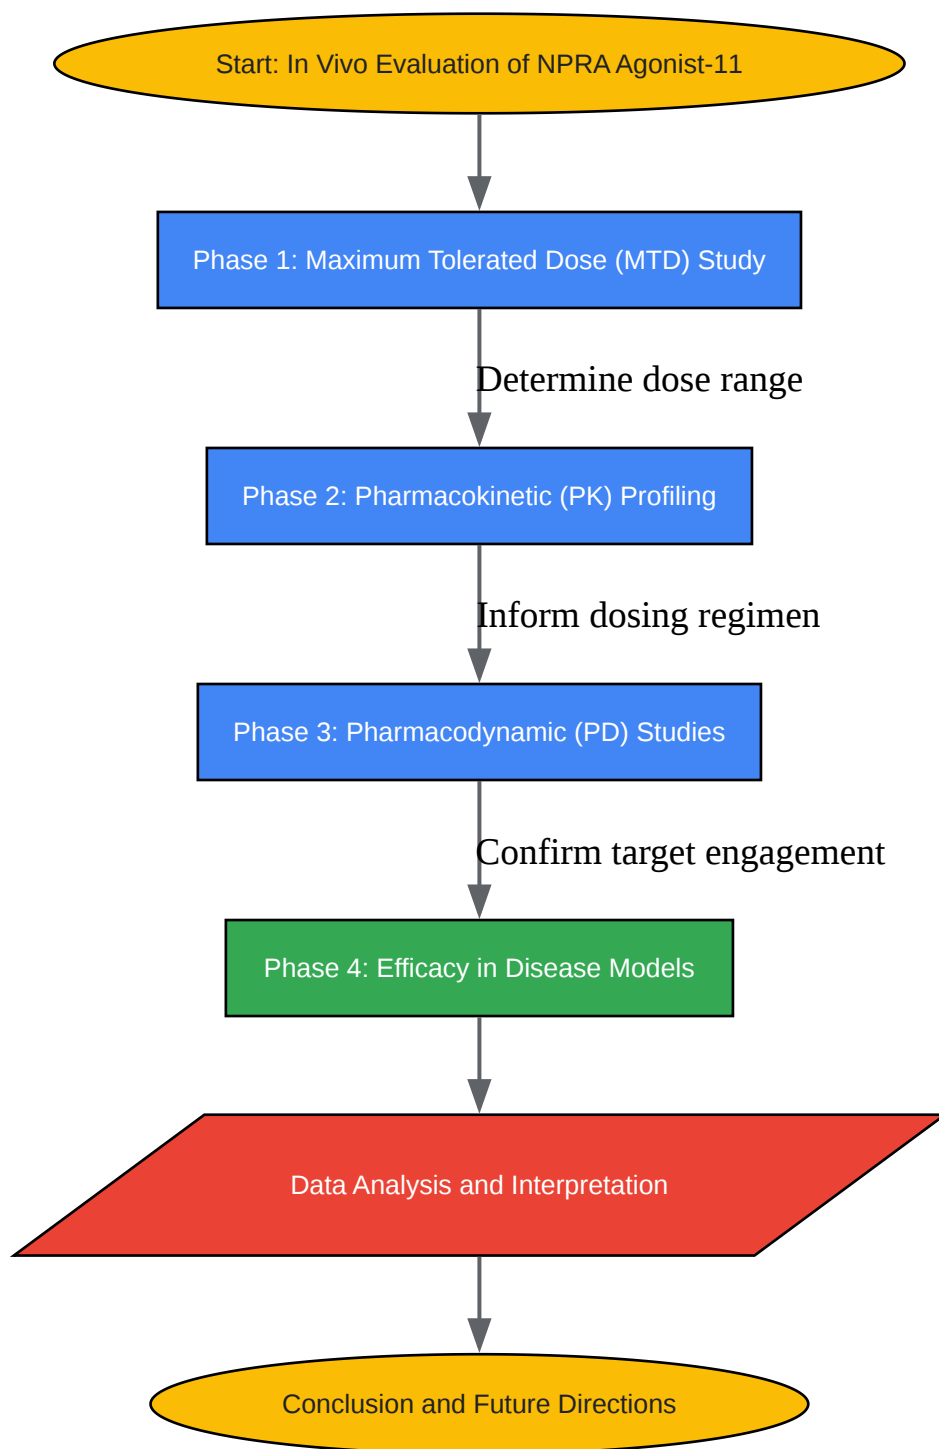 Start: In Vivo Evaluation of NPRA Agonist-11
Phase 1: Maximum Tolerated Dose (MTD) Study
Determine dose range
Phase 2: Pharmacokinetic (PK) Profiling
Inform dosing regimen
Phase 3: Pharmacodynamic (PD) Studies
Confirm target engagement
Phase 4: Efficacy in Disease Models
Data Analysis and Interpretation
Conclusion and Future Directions